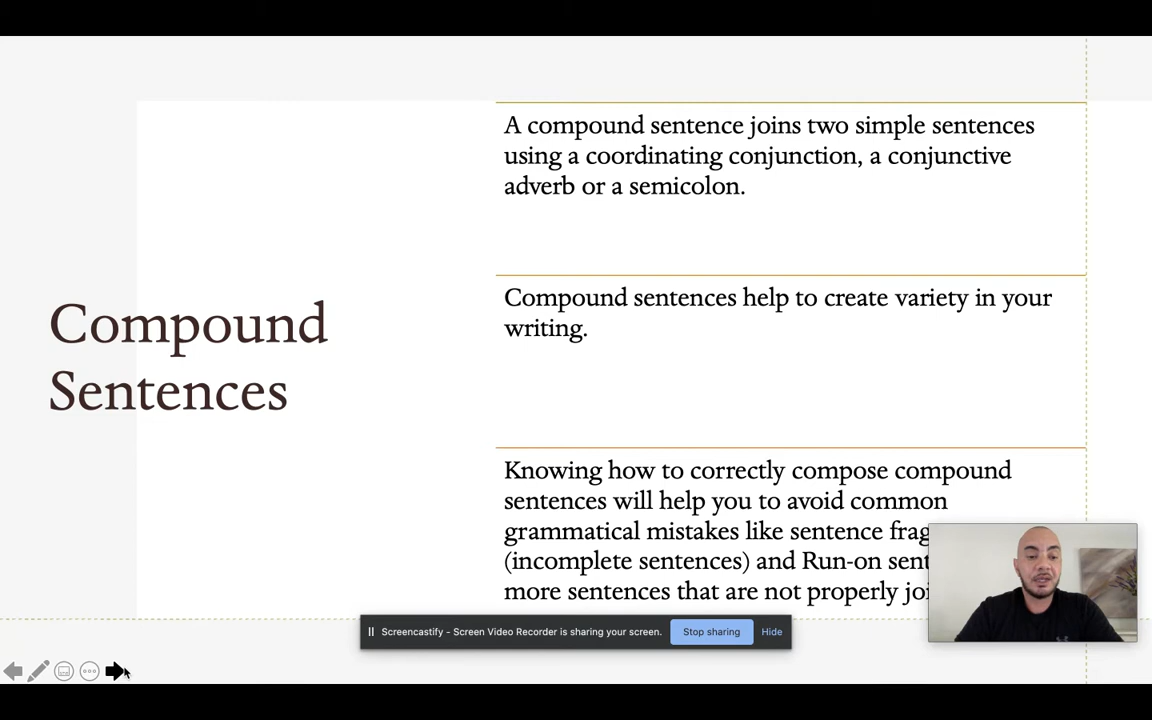 A compound sentence joins two simple sentences
using a coordinating conjunction, a conjunctive
adverb or a semicolon.
Compound sentences help to create variety in your
writing.
Compound
Sentences
Knowing how to correctly compose compound
sentences will help you to avoid common
grammatical mistakes like sentence
(incomplete sentences) and Run-on
more sentences that are not properly
Screencastify - Screen Video Recorder is sharing your screen.
Stop sharing
Hide